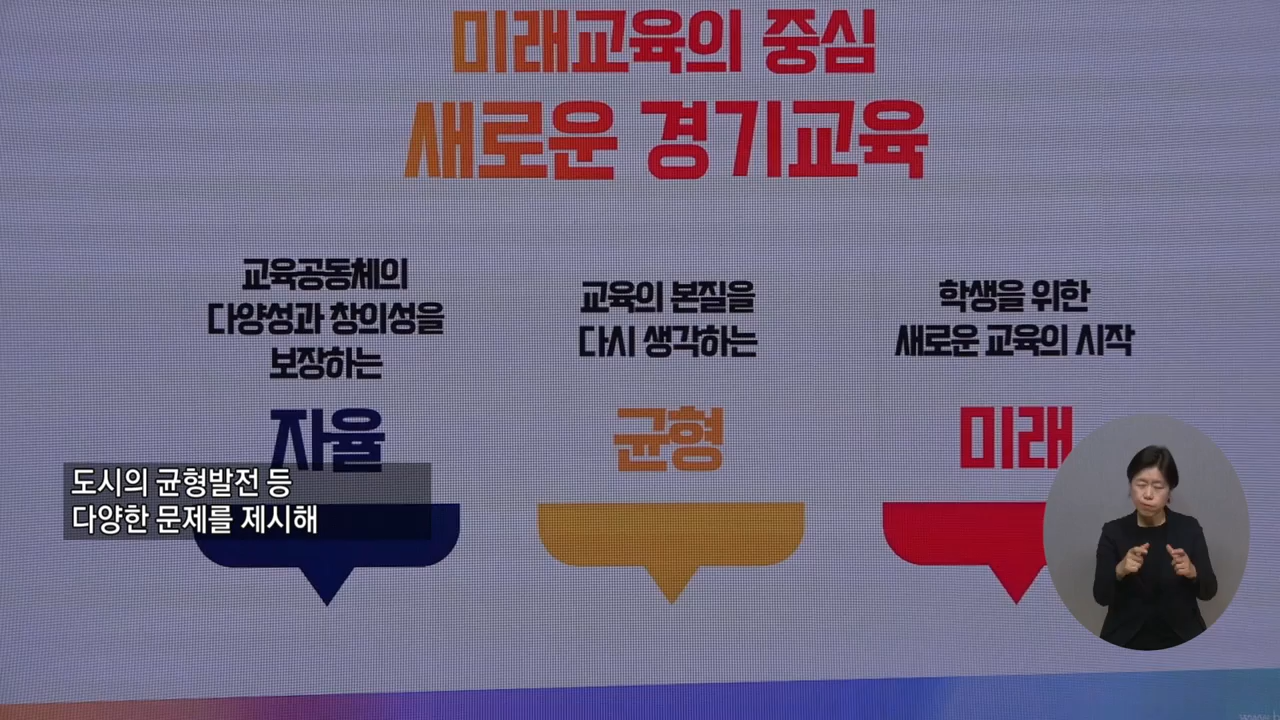 미래교육의 중심
새로운 경기교육
교육공동체의
다양성과 창의성을
보장하는
자율
교육의 본질을
다시 생각하는
균형
학생을 위한
새로운 교육의 시작
미래
도시의 균형발전 등
다양한 문제를 제시해